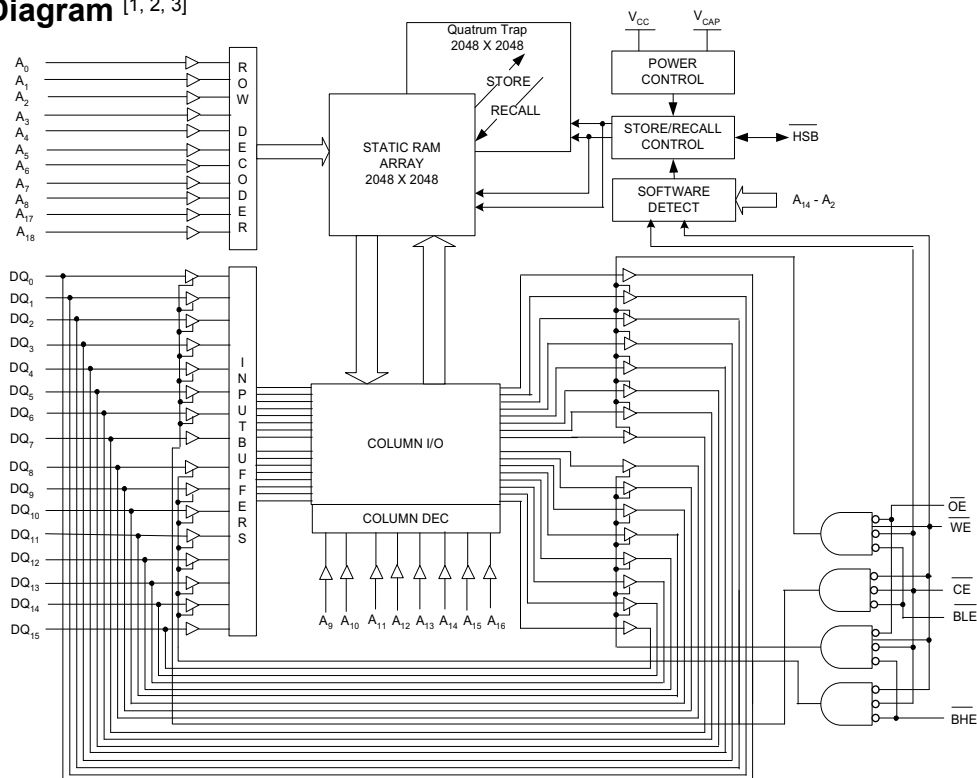 Diagram [1, 2, 3]
Quatrum Trap
2048 X 2048
STORE
RECALL
STATIC RAM
ARRAY
2048 X 2048
VCC
VCAP
POWER
CONTROL
STORE/RECALL
CONTROL
HSB
SOFTWARE
DETECT
A14 - A2
A0
A1
A2
A3
A4
A5
A6
A7
A8
A17
A18
ROW DECODER
DQ0
DQ1
DQ2
DQ3
DQ4
DQ5
DQ6
DQ7
DQ8
DQ9
DQ10
DQ11
DQ12
DQ13
DQ14
DQ15
INPUTBUFFERS
COLUMN I/O
COLUMN DEC
A9 A10 A11 A12 A13 A14 A15 A16
OE
WE
CE
BLE
BHE